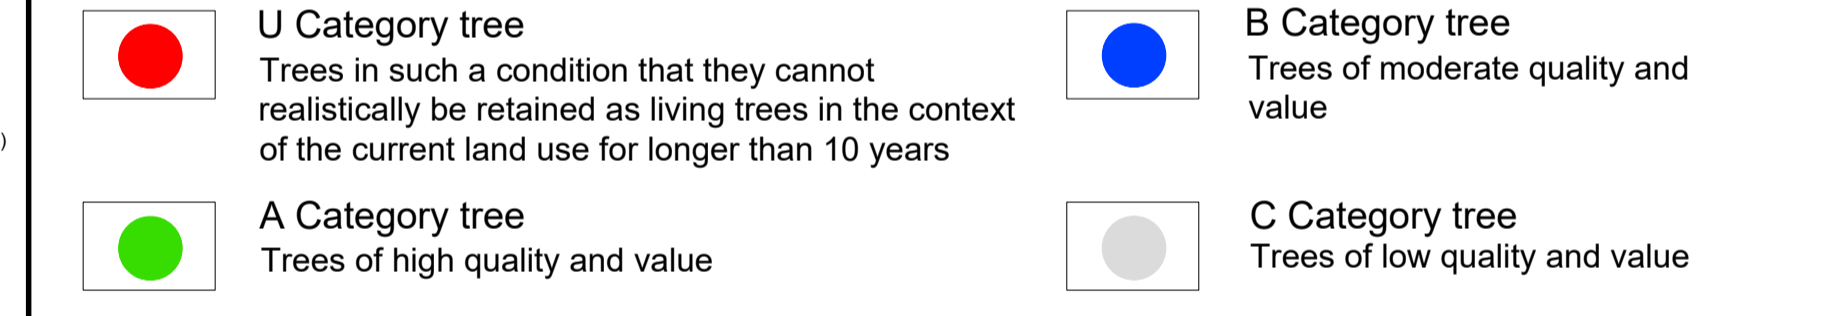 U Category tree
Trees in such a condition that they cannot
realistically be retained as living trees in the context
of the current land use for longer than 10 years
A Category tree
Trees of high quality and value
B Category tree
Trees of moderate quality and
value
C Category tree
Trees of low quality and value
)